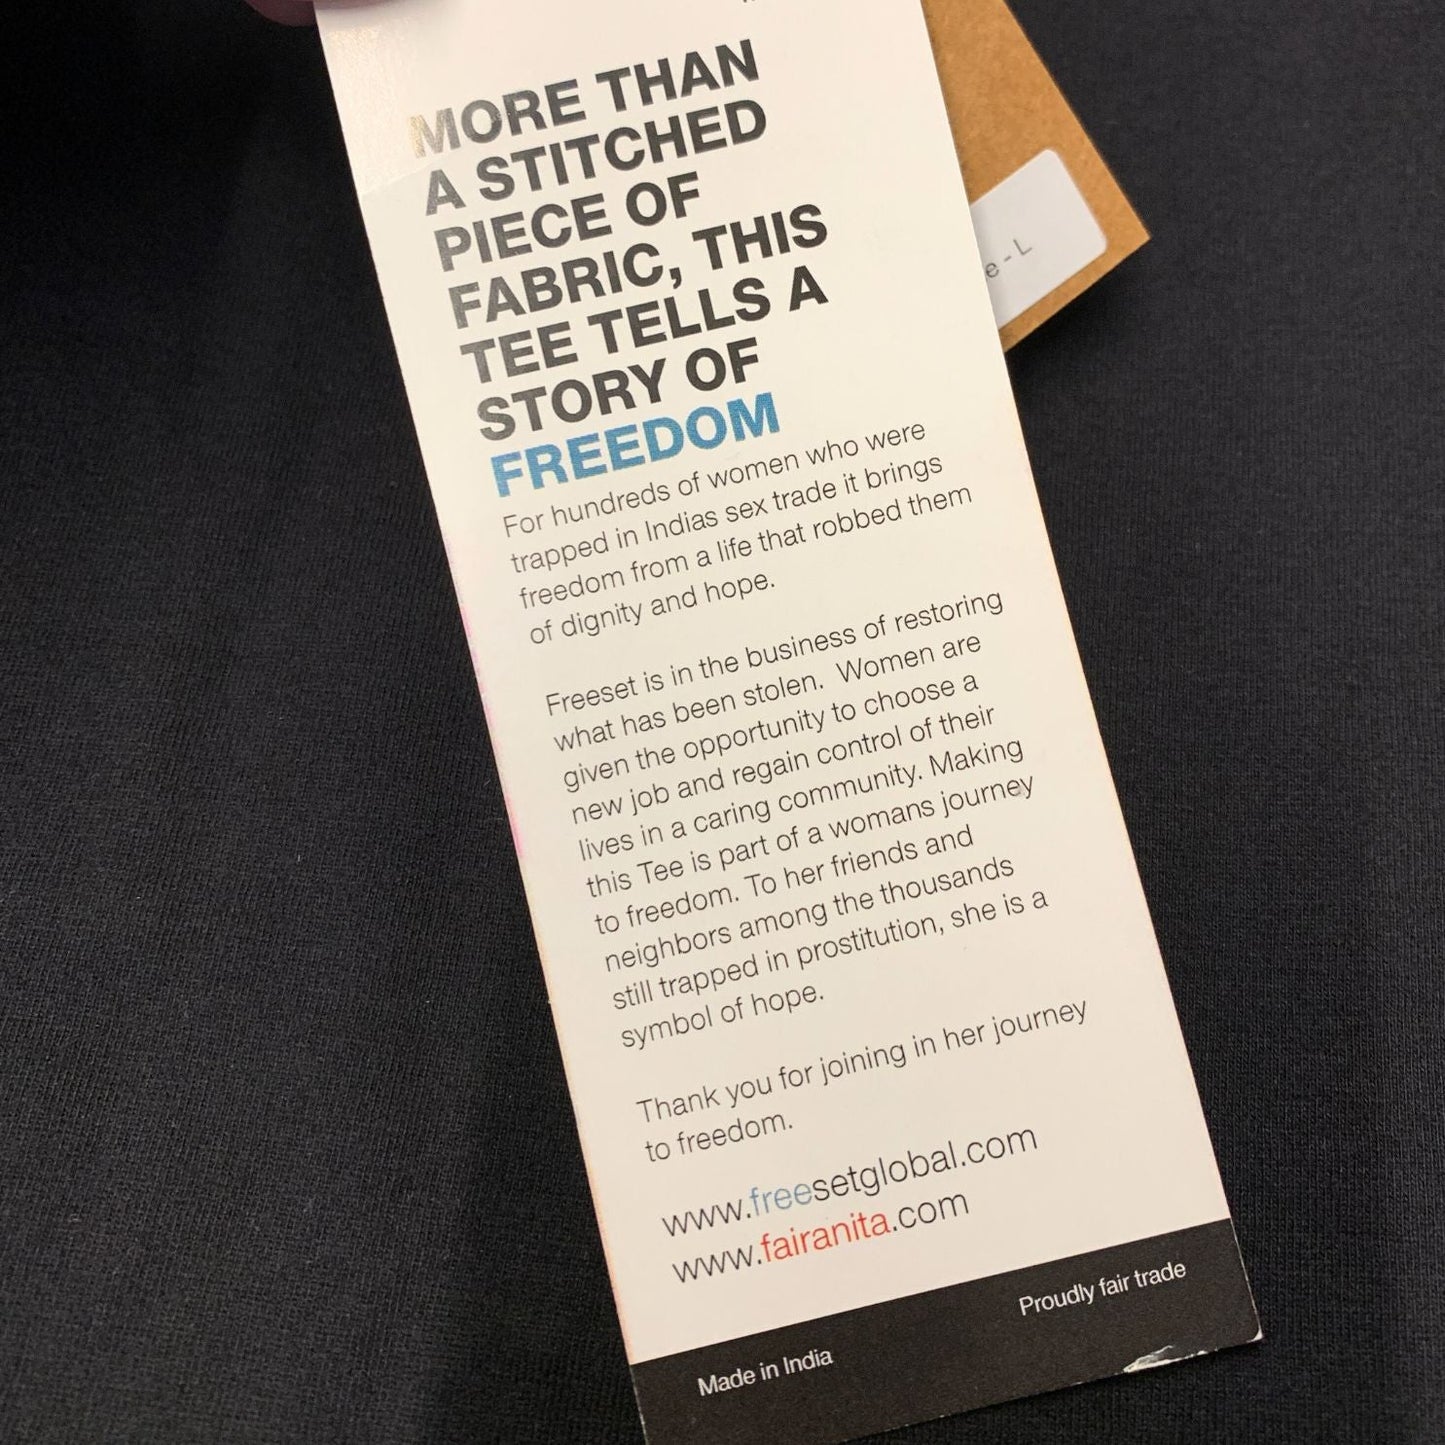 MORE THAN
A STITCHED
PIECE OF
FABRIC, THIS
TEE TELLS A
STORY OF
FREEDOM
For hundreds of women who were
trapped in Indias sex trade it brings
freedom from a life that robbed them
of dignity and hope.
Freeset is in the business of restoring
what has been stolen. Women are
given the opportunity to choose a
new job and regain control of their
lives in a caring community. Making
this Tee is part of a womans journey
to freedom. To her friends and
neighbors among the thousands
still trapped in prostitution, she is a
symbol of hope.
Thank you for joining in her journey
to freedom.
www.freesetglobal.com
www.fairanita.com
Made in India
Proudly fair trade
e - L